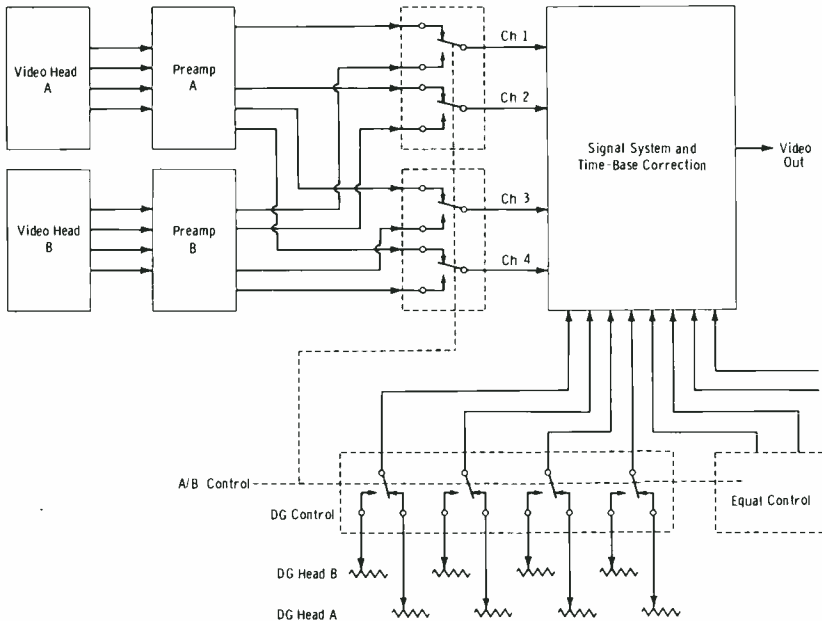 Video Head
A
Preamp
A
Ch 1
Ch 2
Signal System and
Time-Base Correction
Video
Out
Video Head
B
Preamp
B
Ch 3
Ch 4
A/B Control
DG Control
Equal Control
DG Head B
DG Head A